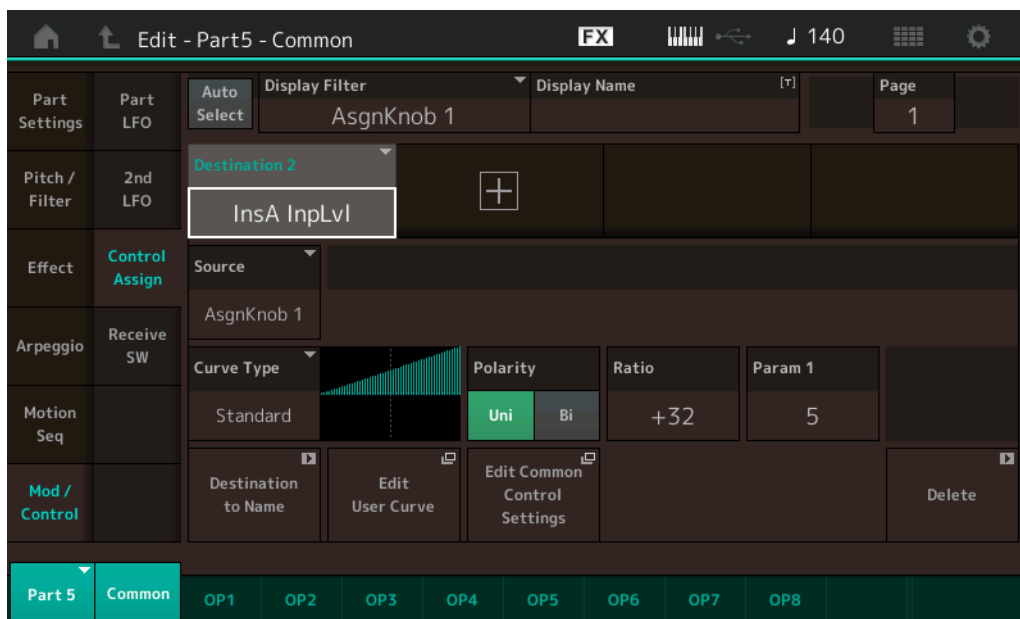 Edit - Part5 - Common
FX
♩ 140
Part
Settings
Part
LFO
Auto
Select
Display Filter
AsgnKnob 1
Display Name
[T]
Page
1
Pitch /
Filter
2nd
LFO
Destination 2
InsA InpLvl
Effect
Control
Assign
Source
AsgnKnob 1
Arpeggio
Receive
SW
Curve Type
Standard
Polarity
Uni
Bi
Ratio
+32
Param 1
5
Motion
Seq
Mod /
Control
Destination
to Name
Edit
User Curve
Edit Common
Control
Settings
Delete
Part 5
Common
OP1
OP2
OP3
OP4
OP5
OP6
OP7
OP8